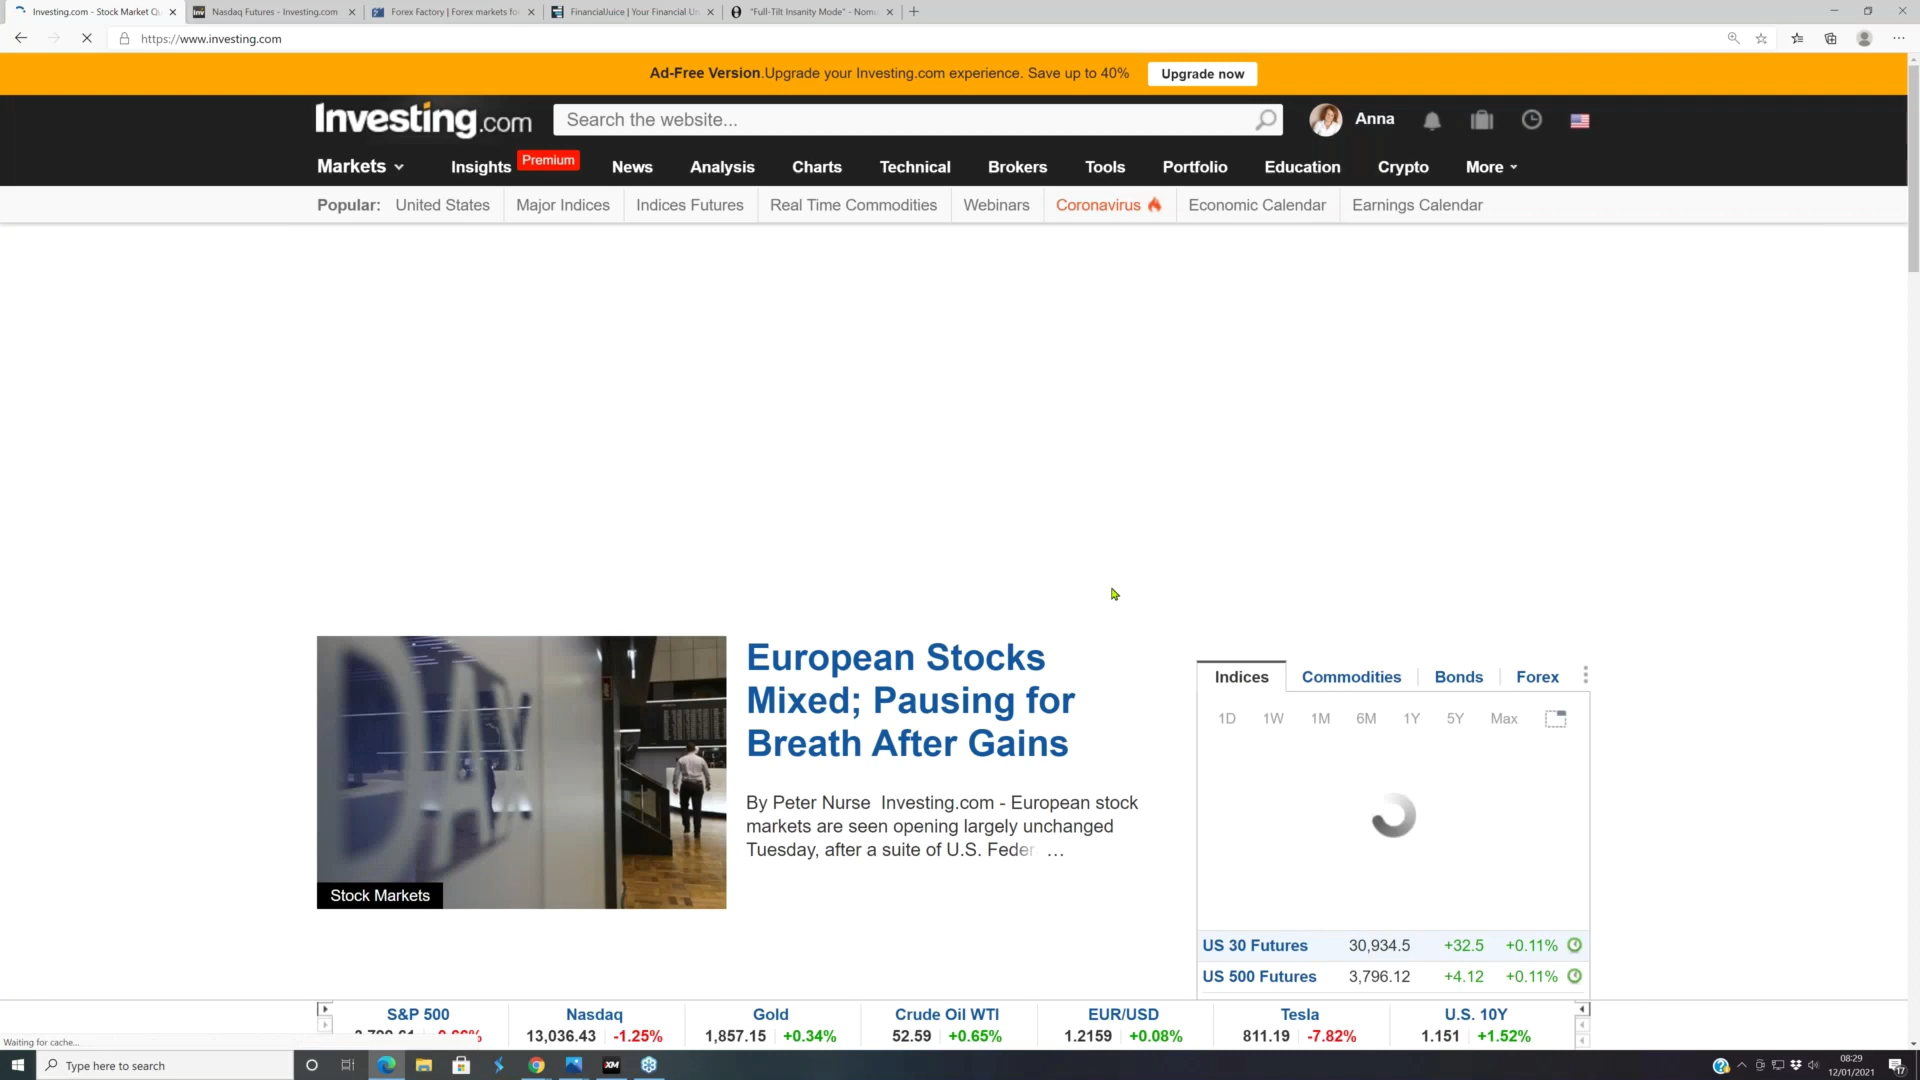 Investing.com - Stock Market Qu
Nasdaq Futures - Investing.com
Forex Factory | Forex markets fo
FinancialJuice | Your Financial Un
"Full-Tilt Insanity Mode" - Nomu
https://www.investing.com
Ad-Free Version.Upgrade your Investing.com experience. Save up to 40%
Upgrade now
Investing.com
Search the website...
Anna
Markets
Insights
Premium
News
Analysis
Charts
Technical
Brokers
Tools
Portfolio
Education
Crypto
More
Popular: United States Major Indices Indices Futures Real Time Commodities Webinars Coronavirus Economic Calendar Earnings Calendar
DAX
Stock Markets
European Stocks
Mixed; Pausing for
Breath After Gains
By Peter Nurse Investing.com - European stock
markets are seen opening largely unchanged
Tuesday, after a suite of U.S. Feder ...
Indices Commodities Bonds Forex
1D 1W 1M 6M 1Y 5Y Max
US 30 Futures 30,934.5 +32.5 +0.11%
US 500 Futures 3,796.12 +4.12 +0.11%
S&P 500 Nasdaq Gold Crude Oil WTI EUR/USD Tesla U.S. 10Y
13,036.43 -1.25% 1,857.15 +0.34% 52.59 +0.65% 1.2159 +0.08% 811.19 -7.82% 1.151 +1.52%
Waiting for cache...
Type here to search
XM
08:29
12/01/2021
17